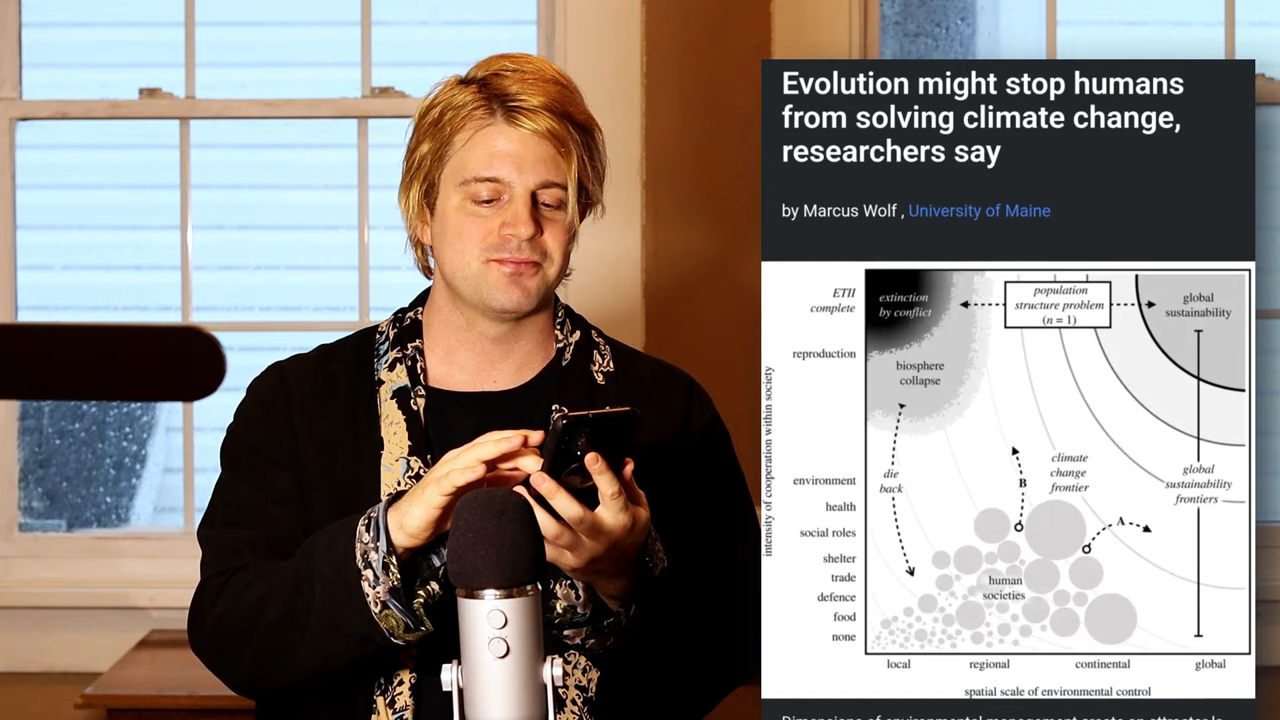 Evolution might stop humans
from solving climate change,
researchers say
by Marcus Wolf , University of Maine
ETII
complete
reproduction
environment
health
social roles
shelter
trade
defence
food
none
intensity of cooperation within society
extinction
by conflict
population
structure problem
(n = 1)
global
sustainability
biosphere
collapse
die
back
B
climate
change
frontier
global
sustainability
frontiers
A
human
societies
local
regional
continental
global
spatial scale of environmental control